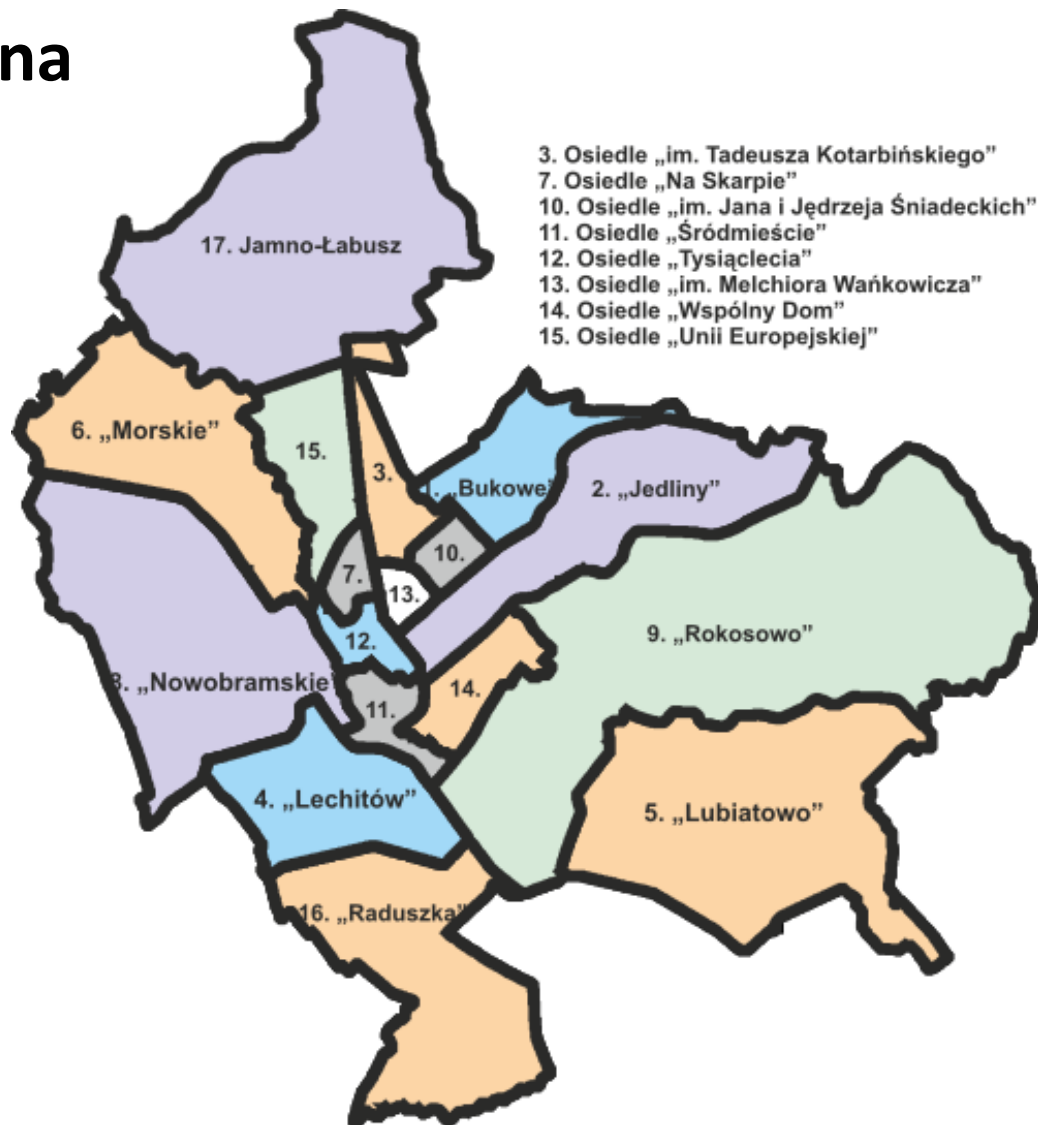 na
3. Osiedle „im. Tadeusza Kotarbińskiego”
7. Osiedle „Na Skarpie”
10. Osiedle „im. Jana i Jędrzeja Śniadeckich”
11. Osiedle „Śródmieście”
12. Osiedle „Tysiąclecia”
13. Osiedle „im. Melchiora Wańkowicza”
14. Osiedle „Wspólny Dom”
15. Osiedle „Unii Europejskiej”
17. Jamno-Łabusz
6. „Morskie”
15.
3.
1. „Bukowe”
2. „Jedliny”
10.
7.
13.
12.
9. „Rokosowo”
8. „Nowobramskie”
14.
11.
4. „Lechitów”
5. „Lubiatowo”
16. „Raduszka”